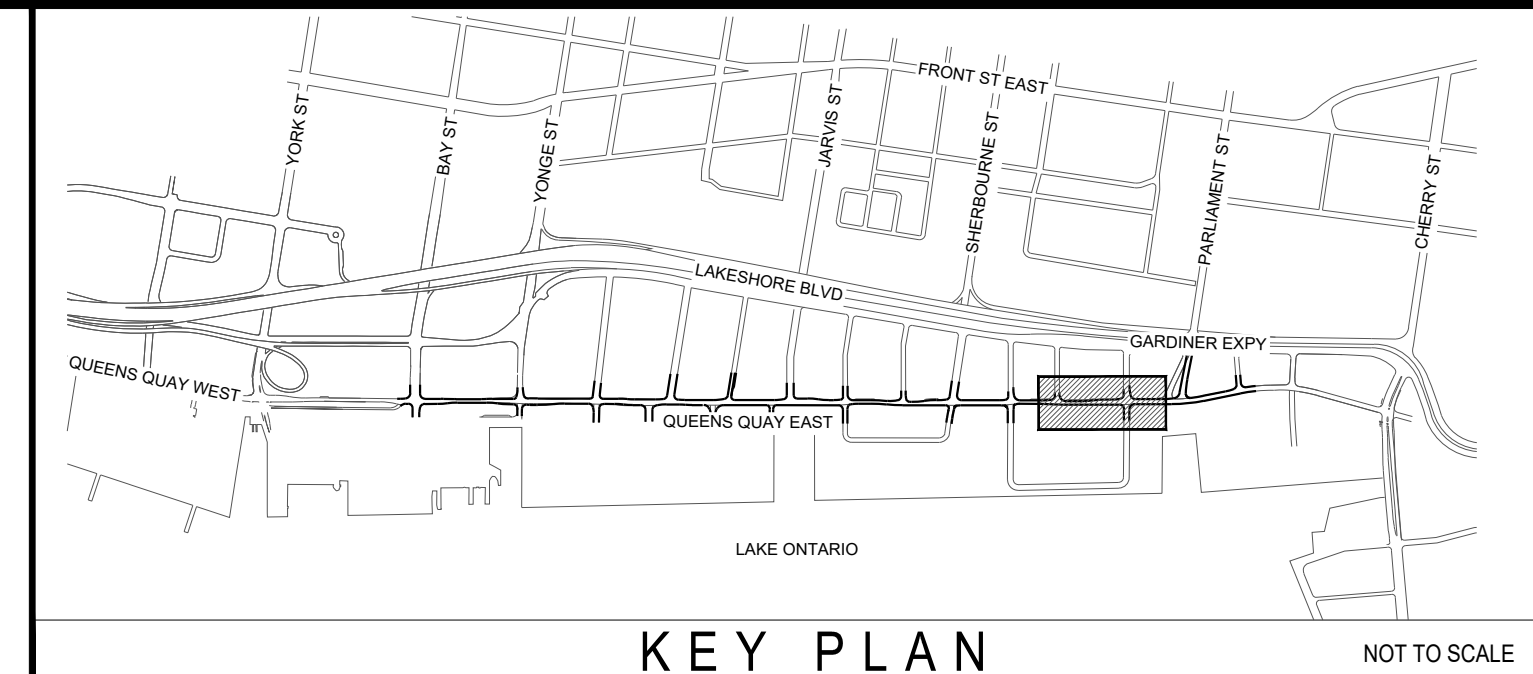 FRONT ST EAST
YORK ST
BAY ST
YONGE ST
JARVIS ST
SHERBOURNE ST
PARLIAMENT ST
CHERRY ST
LAKESHORE BLVD
GARDINER EXPY
QUEENS QUAY WEST
QUEENS QUAY EAST
LAKE ONTARIO
KEY PLAN
NOT TO SCALE